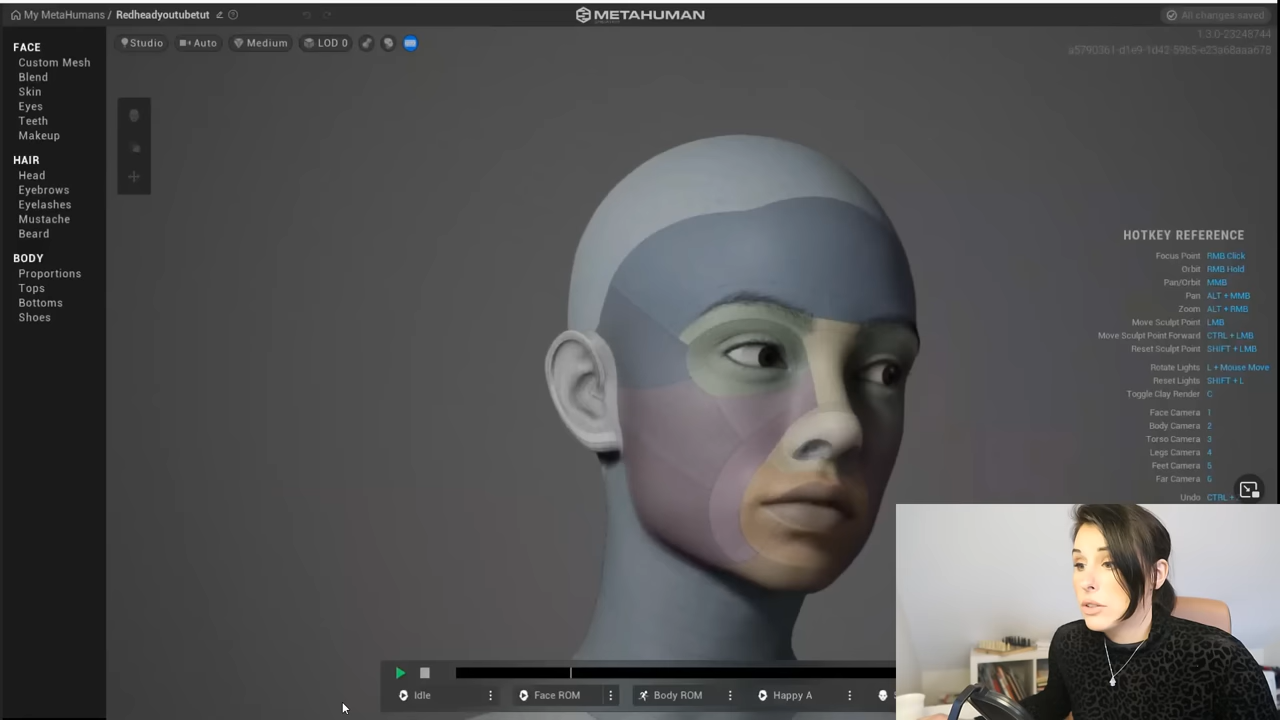 My MetaHumans / Redheadyoutubetut
METAHUMAN
All changes saved
1.3.0-23248744
Studio
Auto
Medium
LOD 0
FACE
Custom Mesh
Blend
Skin
Eyes
Teeth
Makeup
HAIR
Head
Eyebrows
Eyelashes
Mustache
Beard
BODY
Proportions
Tops
Bottoms
Shoes
HOTKEY REFERENCE
Focus Point RMB Click
Orbit RMB Hold
Pan/Orbit MMB
Pan ALT + MMB
Zoom ALT + RMB
Move Sculpt Point LMB
Move Sculpt Point Forward CTRL + LMB
Reset Sculpt Point SHIFT + LMB
Rotate Lights L + Mouse Move
Reset Lights SHIFT + L
Toggle Clay Render C
Face Camera 1
Body Camera 2
Torso Camera 3
Legs Camera 4
Feet Camera 5
Far Camera 6
Undo CTRL +
Idle
Face ROM
Body ROM
Happy A